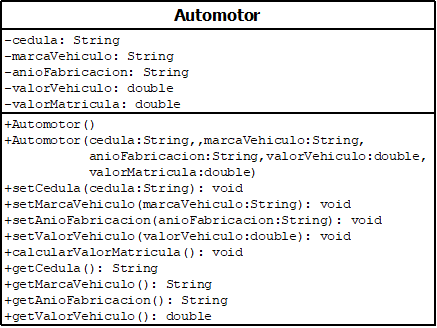 Automotor
-cedula: String
-marcaVehiculo: String
-anioFabricacion: String
-valorVehiculo: double
-valorMatricula: double
+Automotor()
+Automotor(cedula:String,,marcaVehiculo:String,
anioFabricacion:String,valorVehiculo:double,
valorMatricula:double)
+setCedula(cedula:String): void
+setMarcaVehiculo(marcaVehiculo:String): void
+setAnioFabricacion(anioFabricacion:String): void
+setValorVehiculo(valorVehiculo:double): void
+calcularValorMatricula(): void
+getCedula(): String
+getMarcaVehiculo(): String
+getAnioFabricacion(): String
+getValorVehiculo(): double